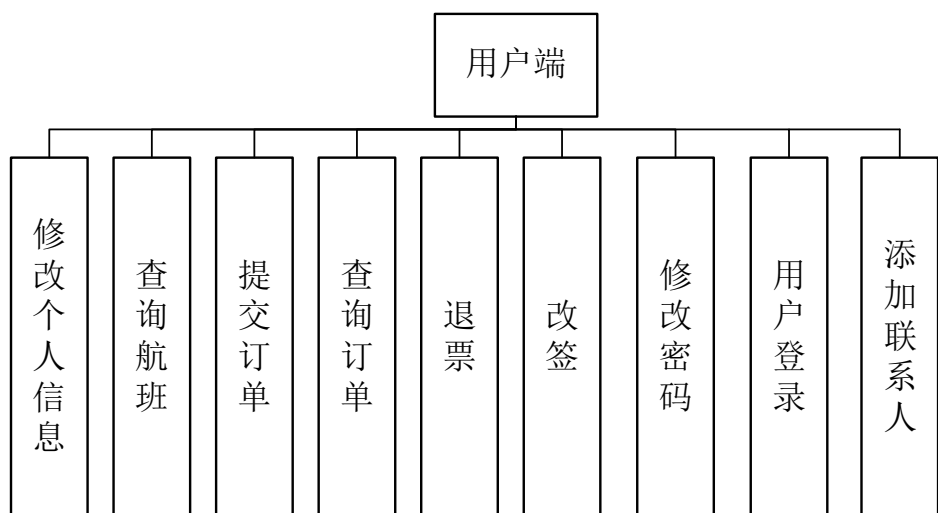 用户端
修改个人信息
查询航班
提交订单
查询订单
退票
改签
修改密码
用户登录
添加联系人